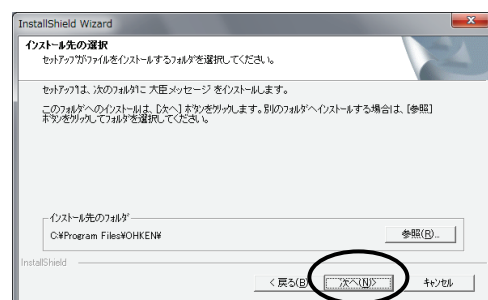 InstallShield Wizard
インストール先の選択
セットアップがファイルをインストールするフォルダを選択してください。
セットアップは、次のフォルダに 大臣メッセージ をインストールします。
このフォルダへのインストールは、[次へ] ボタンをクリックします。別のフォルダへインストールする場合は、[参照]
ボタンをクリックしてフォルダを選択してください。
インストール先のフォルダ
C:¥Program Files¥OHKEN¥
参照(R)...
InstallShield
< 戻る(B)
次へ(N)>
キャンセル